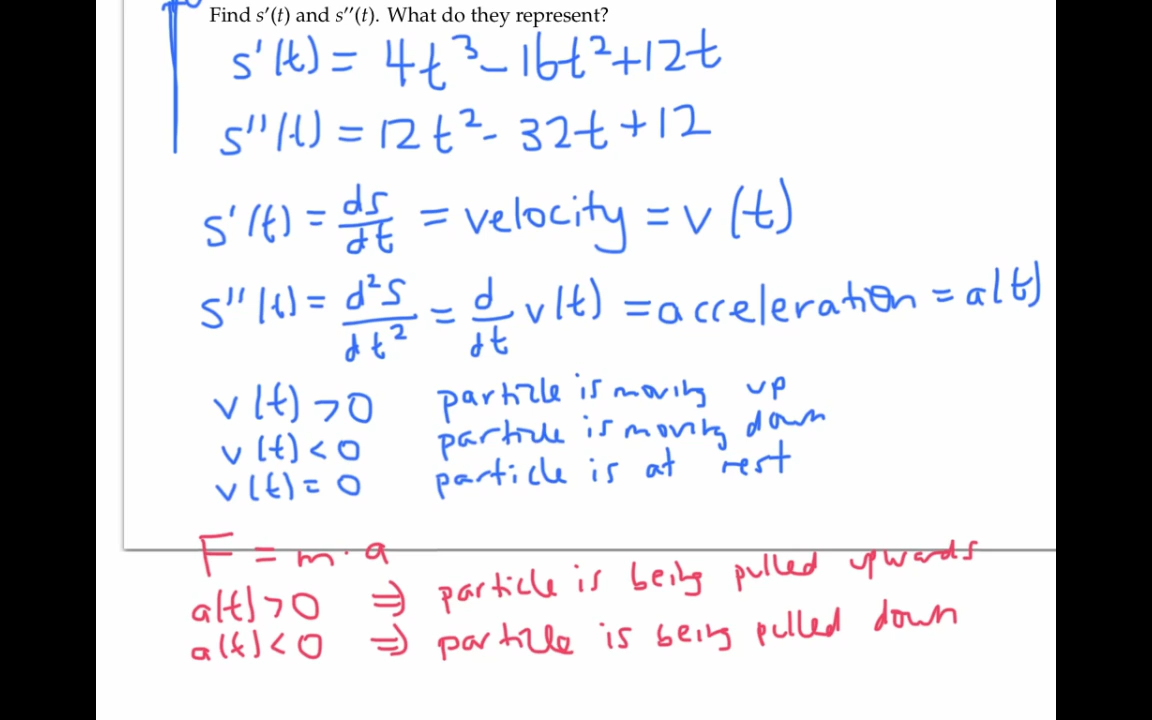 Find s′(t) and s′′(t). What do they represent?
s'(t) = 4t³ - 16t² + 12t
s''(t) = 12t² - 32t + 12
s'(t) = ds/dt = velocity = v(t)
s''(t) = d²s/dt² = d/dt v(t) = acceleration = a(t)
v(t) > 0 particle is moving up
v(t) < 0 particle is moving down
v(t) = 0 particle is at rest
F = m · a
a(t) > 0 ⇒ particle is being pulled upwards
a(t) < 0 ⇒ particle is being pulled down